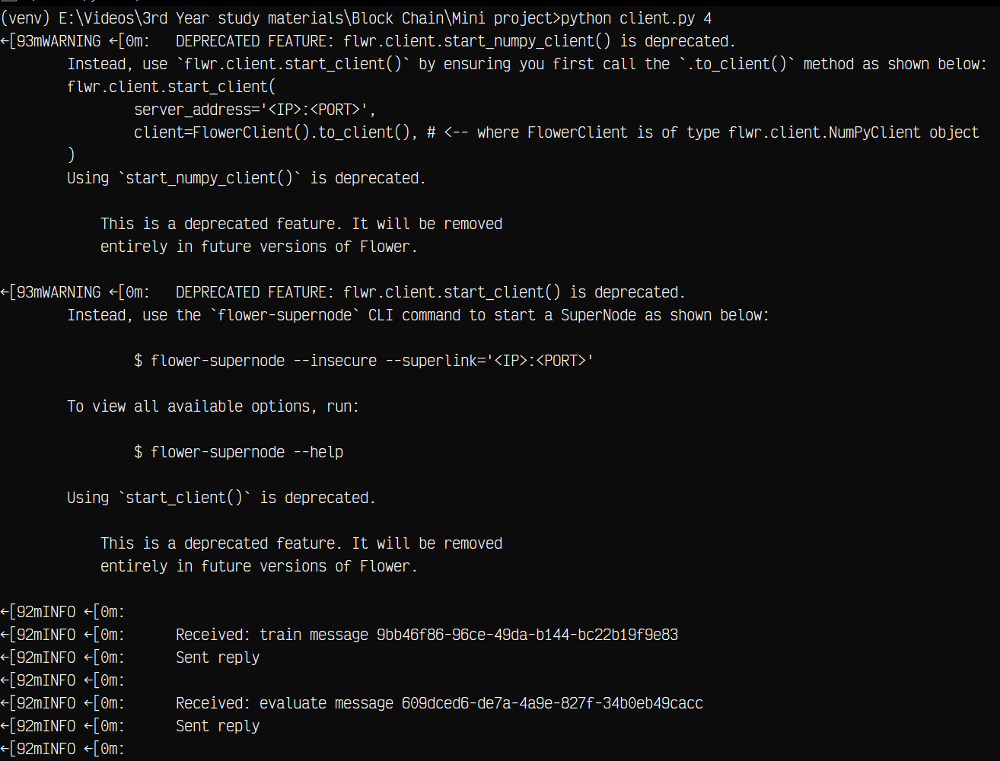 (venv) E:\Videos\3rd Year study materials\Block Chain\Mini project>python client.py 4
←[93mWARNING ←[0m:   DEPRECATED FEATURE: flwr.client.start_numpy_client() is deprecated.
        Instead, use `flwr.client.start_client()` by ensuring you first call the `.to_client()` method as shown below:
        flwr.client.start_client(
                server_address='<IP>:<PORT>',
                client=FlowerClient().to_client(), # <-- where FlowerClient is of type flwr.client.NumPyClient object
        )
        Using `start_numpy_client()` is deprecated.
            This is a deprecated feature. It will be removed
            entirely in future versions of Flower.
←[93mWARNING ←[0m:   DEPRECATED FEATURE: flwr.client.start_client() is deprecated.
        Instead, use the `flower-supernode` CLI command to start a SuperNode as shown below:
                $ flower-supernode --insecure --superlink='<IP>:<PORT>'
        To view all available options, run:
                $ flower-supernode --help
        Using `start_client()` is deprecated.
            This is a deprecated feature. It will be removed
            entirely in future versions of Flower.
←[92mINFO ←[0m:
←[92mINFO ←[0m:      Received: train message 9bb46f86-96ce-49da-b144-bc22b19f9e83
←[92mINFO ←[0m:      Sent reply
←[92mINFO ←[0m:
←[92mINFO ←[0m:      Received: evaluate message 609dced6-de7a-4a9e-827f-34b0eb49cacc
←[92mINFO ←[0m:      Sent reply
←[92mINFO ←[0m: